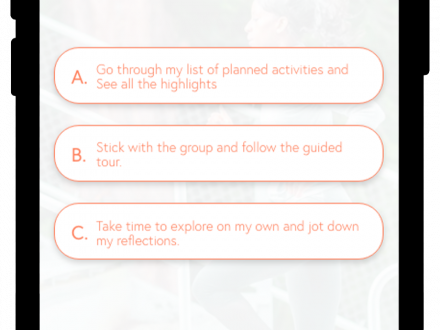 A. Go through my list of planned activities and
See all the highlights
B. Stick with the group and follow the guided
tour.
C. Take time to explore on my own and jot down
my reflections.